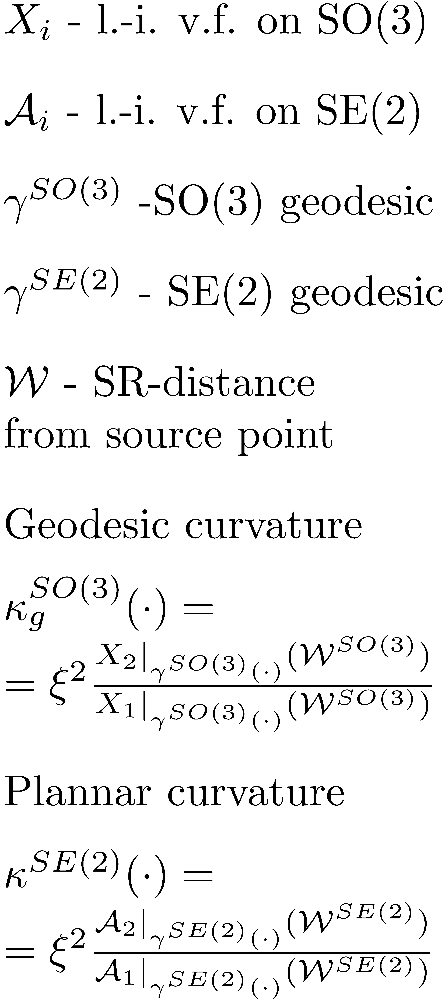 $X_i$ - l.-i. v.f. on SO(3)
$\mathcal{A}_i$ - l.-i. v.f. on SE(2)
$\gamma^{SO(3)}$ -SO(3) geodesic
$\gamma^{SE(2)}$ - SE(2) geodesic
$\mathcal{W}$ - SR-distance
from source point
Geodesic curvature
$\kappa_g^{SO(3)}(\cdot) =$
$= \xi^2 \frac{X_2|_{\gamma^{SO(3)}(\cdot)}(\mathcal{W}^{SO(3)})}{X_1|_{\gamma^{SO(3)}(\cdot)}(\mathcal{W}^{SO(3)})}$
Plannar curvature
$\kappa^{SE(2)}(\cdot) =$
$= \xi^2 \frac{\mathcal{A}_2|_{\gamma^{SE(2)}(\cdot)}(\mathcal{W}^{SE(2)})}{\mathcal{A}_1|_{\gamma^{SE(2)}(\cdot)}(\mathcal{W}^{SE(2)})}$